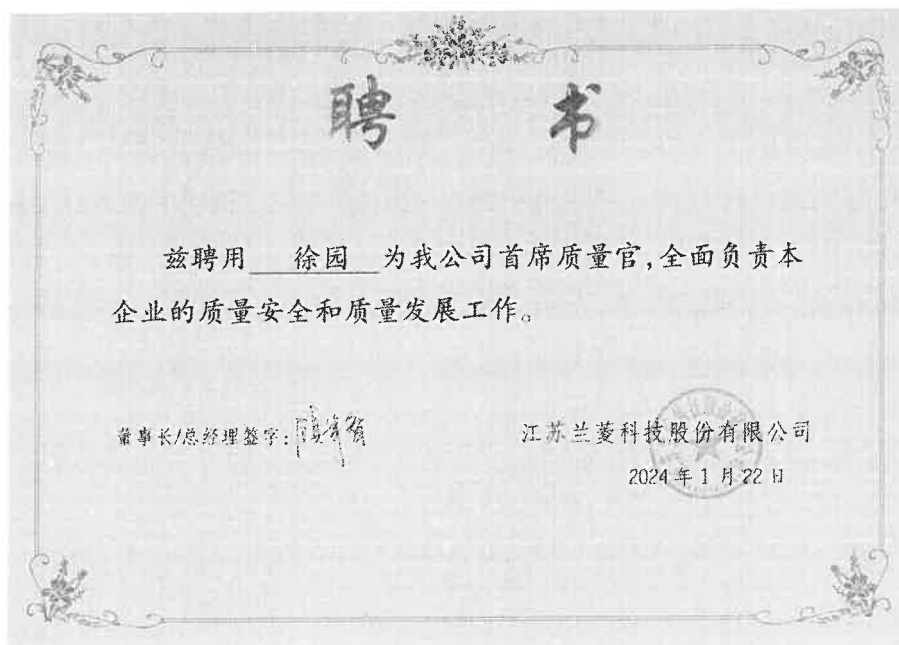 聘书
兹聘用 徐园 为我公司首席质量官,全面负责本
企业的质量安全和质量发展工作。
董事长/总经理签字:
江苏兰菱科技股份有限公司
2024年1月22日